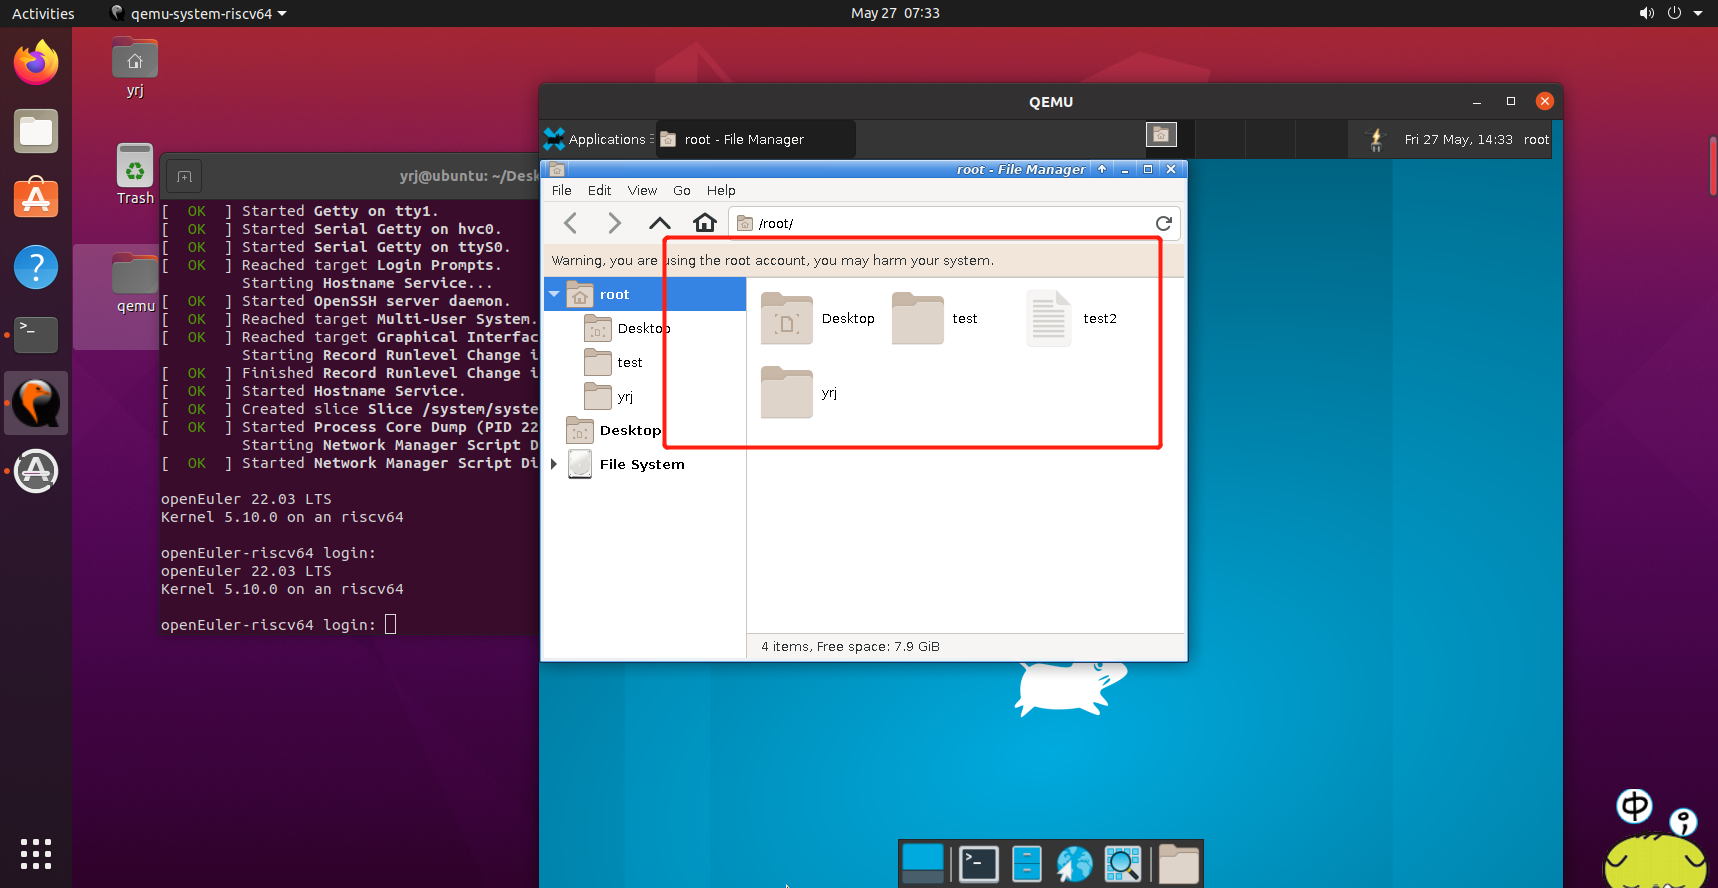 Activities
qemu-system-riscv64
May 27 07:33
yrj
Trash
qemu
yrj@ubuntu: ~/Desk
[ OK ] Started Getty on tty1.
[ OK ] Started Serial Getty on hvc0.
[ OK ] Started Serial Getty on ttyS0.
[ OK ] Reached target Login Prompts.
Starting Hostname Service...
[ OK ] Started OpenSSH server daemon.
[ OK ] Reached target Multi-User System.
[ OK ] Reached target Graphical Interfac
Starting Record Runlevel Change i
[ OK ] Finished Record Runlevel Change i
[ OK ] Started Hostname Service.
[ OK ] Created slice Slice /system/syste
[ OK ] Started Process Core Dump (PID 22
Starting Network Manager Script D
[ OK ] Started Network Manager Script Di
openEuler 22.03 LTS
Kernel 5.10.0 on an riscv64
openEuler-riscv64 login:
openEuler 22.03 LTS
Kernel 5.10.0 on an riscv64
openEuler-riscv64 login:
QEMU
Applications
root - File Manager
Fri 27 May, 14:33
root
root - File Manager
File Edit View Go Help
/root/
Warning, you are using the root account, you may harm your system.
root
Desktop
test
yrj
Desktop
File System
Desktop
test
test2
yrj
4 items, Free space: 7.9 GiB
中